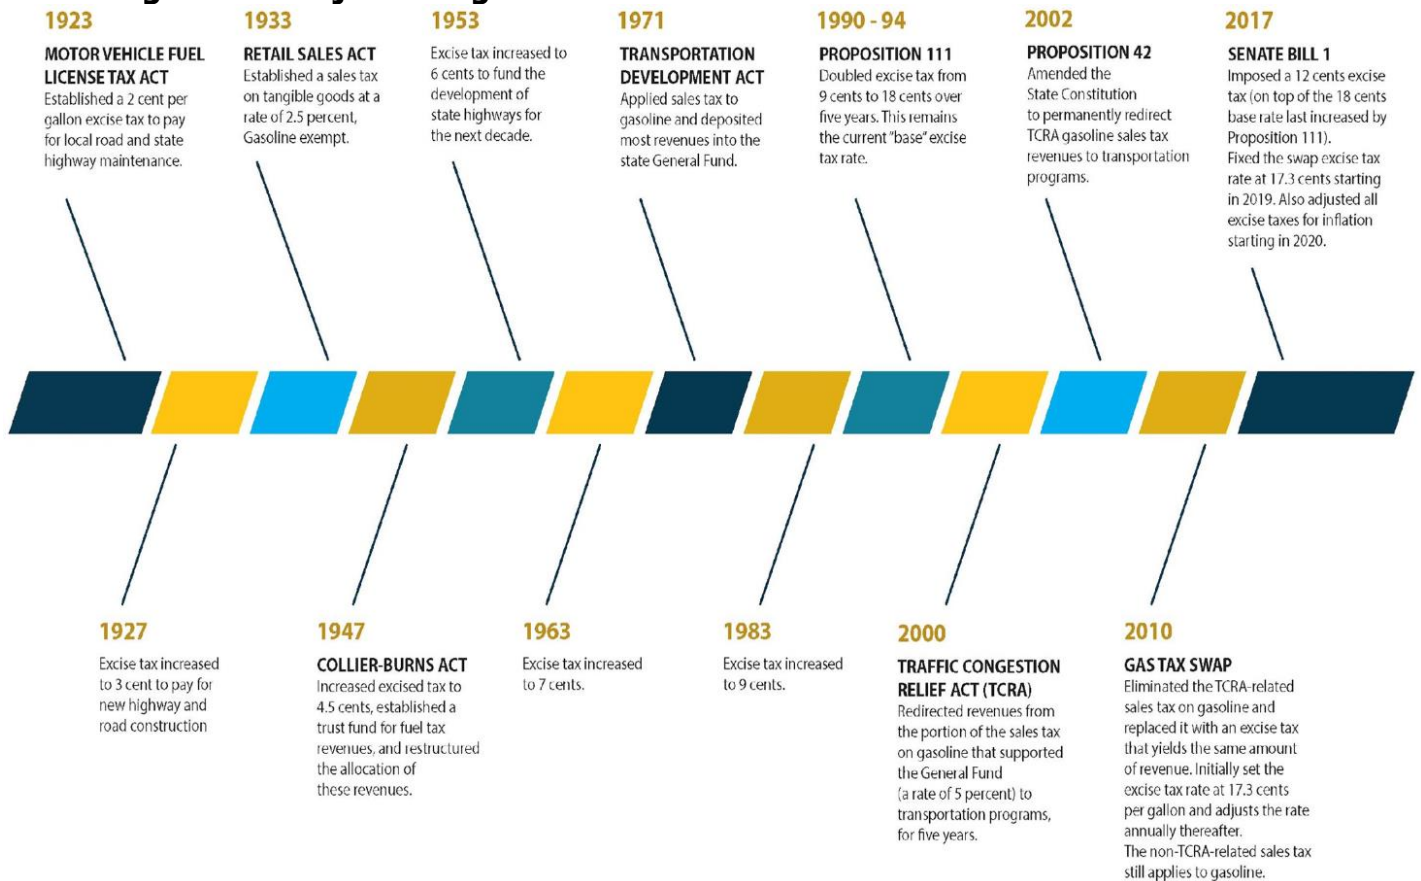 1923
MOTOR VEHICLE FUEL
LICENSE TAX ACT
Established a 2 cent per
gallon excise tax to pay
for local road and state
highway maintenance.
1933
RETAIL SALES ACT
Established a sales tax
on tangible goods at a
rate of 2.5 percent,
Gasoline exempt.
1953
Excise tax increased to
6 cents to fund the
development of
state highways for
the next decade.
1971
TRANSPORTATION
DEVELOPMENT ACT
Applied sales tax to
gasoline and deposited
most revenues into the
state General Fund.
1990 - 94
PROPOSITION 111
Doubled excise tax from
9 cents to 18 cents over
five years. This remains
the current "base" excise
tax rate.
2002
PROPOSITION 42
Amended the
State Constitution
to permanently redirect
TCRA gasoline sales tax
revenues to transportation
programs.
2017
SENATE BILL 1
Imposed a 12 cents excise
tax (on top of the 18 cents
base rate last increased by
Proposition 111).
Fixed the swap excise tax
rate at 17.3 cents starting
in 2019. Also adjusted all
excise taxes for inflation
starting in 2020.
1927
Excise tax increased
to 3 cent to pay for
new highway and
road construction
1947
COLLIER-BURNS ACT
Increased excised tax to
4.5 cents, established a
trust fund for fuel tax
revenues, and restructured
the allocation of
these revenues.
1963
Excise tax increased
to 7 cents.
1983
Excise tax increased
to 9 cents.
2000
TRAFFIC CONGESTION
RELIEF ACT (TCRA)
Redirected revenues from
the portion of the sales tax
on gasoline that supported
the General Fund
(a rate of 5 percent) to
transportation programs,
for five years.
2010
GAS TAX SWAP
Eliminated the TCRA-related
sales tax on gasoline and
replaced it with an excise tax
that yields the same amount
of revenue. Initially set the
excise tax rate at 17.3 cents
per gallon and adjusts the rate
annually thereafter.
The non-TCRA-related sales tax
still applies to gasoline.